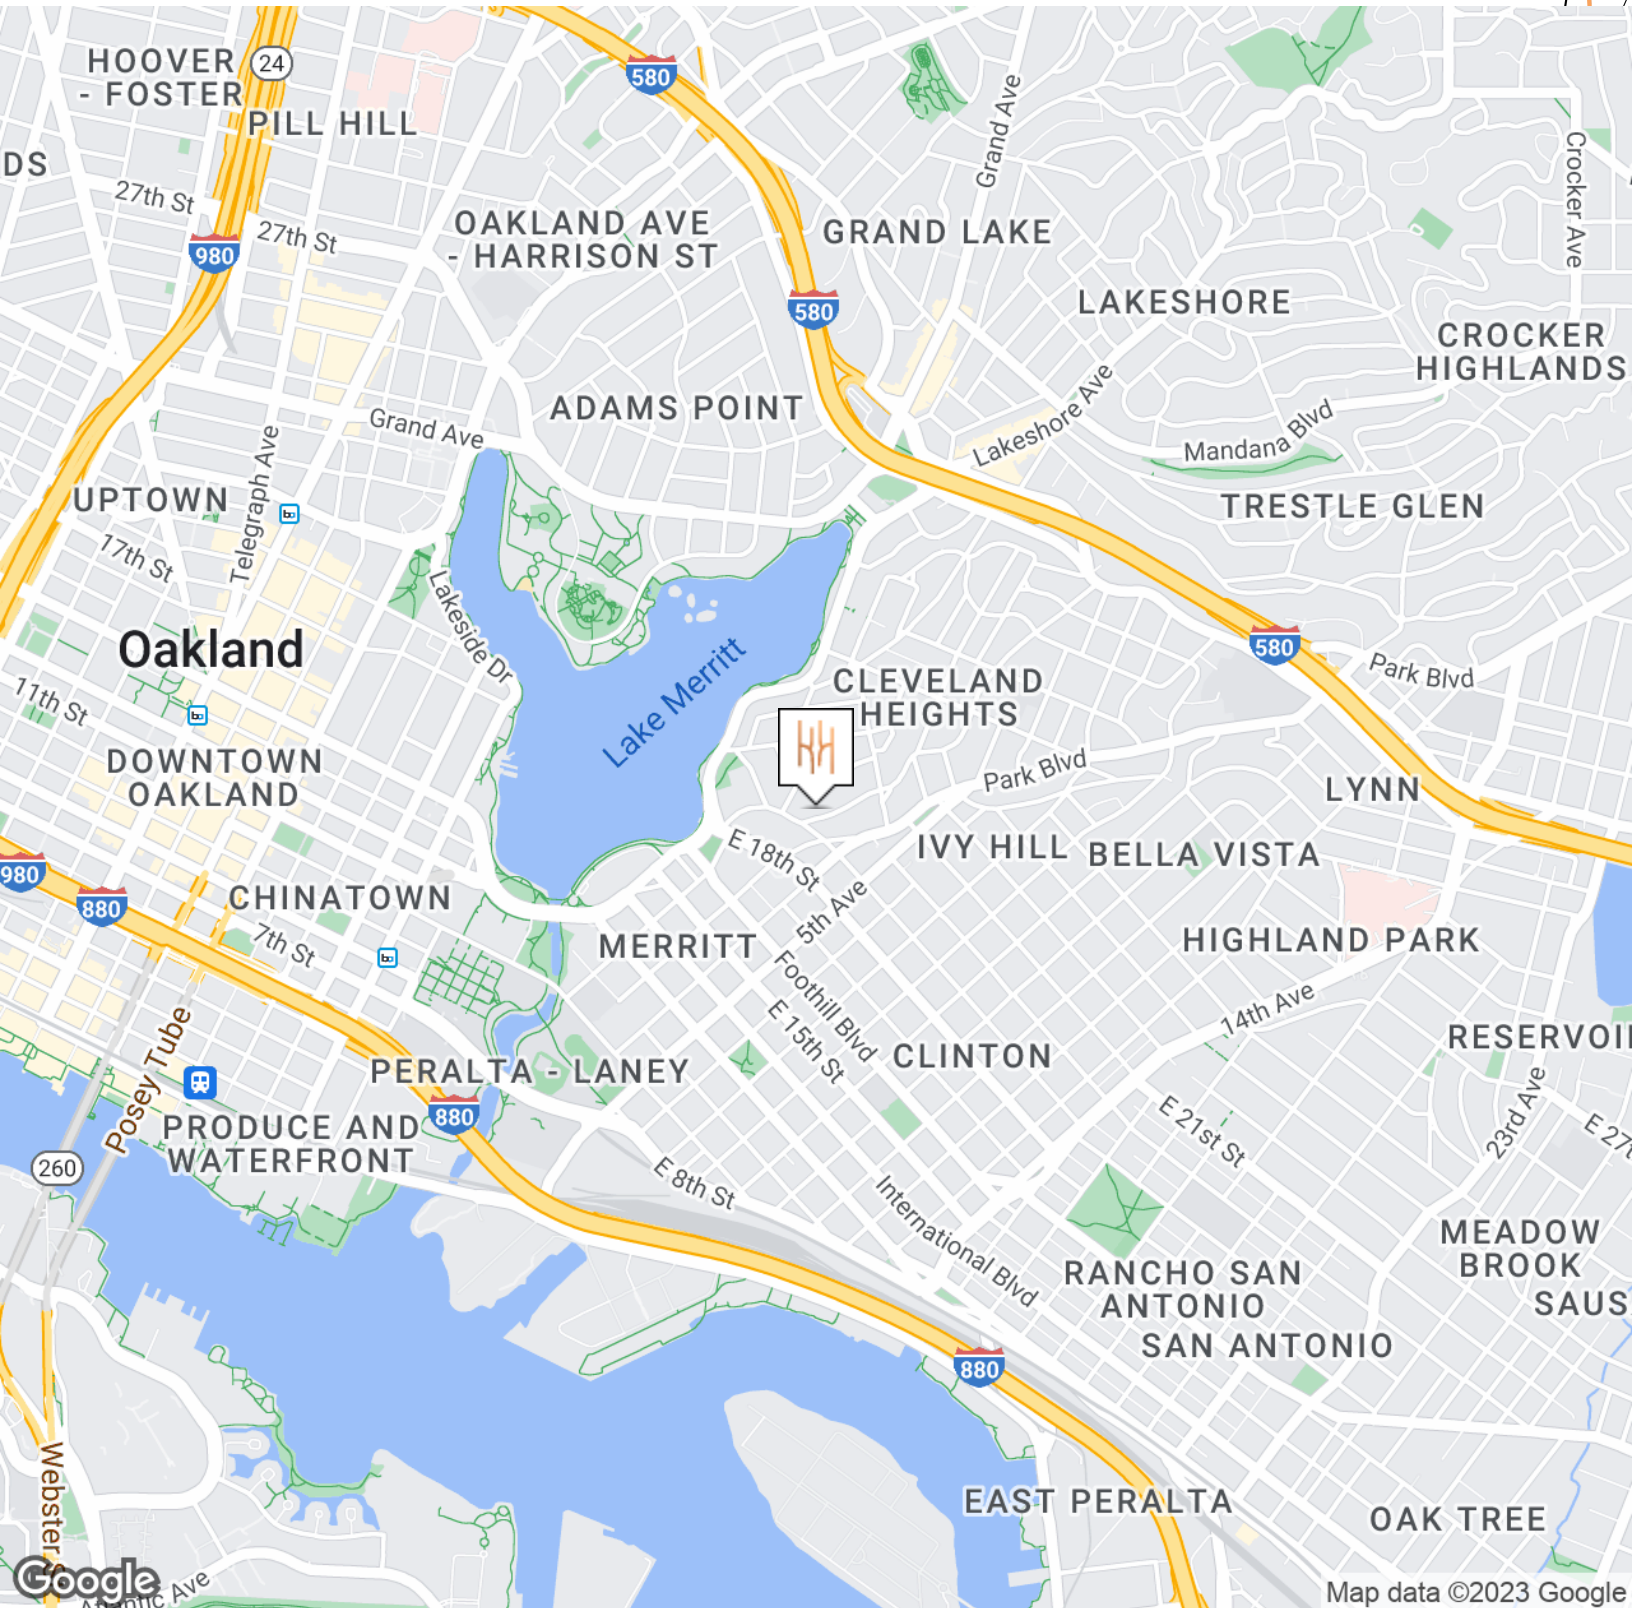 HOOVER
- FOSTER
24
580
PILL HILL
Grand Ave
Crocker Ave
DS
27th St
27th St
980
OAKLAND AVE
- HARRISON ST
GRAND LAKE
580
LAKESHORE
CROCKER
HIGHLANDS
ADAMS POINT
Grand Ave
Lakeshore Ave
Mandana Blvd
UPTOWN
Telegraph Ave
TRESTLE GLEN
17th St
Lakeside Dr
Oakland
580
Park Blvd
11th St
Lake Merritt
CLEVELAND
HEIGHTS
DOWNTOWN
OAKLAND
Park Blvd
LYNN
E 18th St
IVY HILL
BELLA VISTA
980
880
CHINATOWN
5th Ave
7th St
MERRITT
HIGHLAND PARK
Foothill Blvd
E 15th St
14th Ave
Posey Tube
RESERVOI
CLINTON
PERALTA - LANEY
880
PRODUCE AND
WATERFRONT
E 21st St
23rd Ave
E 27t
260
E 8th St
International Blvd
MEADOW
BROOK
RANCHO SAN
ANTONIO
SAUS
SAN ANTONIO
880
Webster S
EAST PERALTA
OAK TREE
Google
Atlantic Ave
Map data ©2023 Google